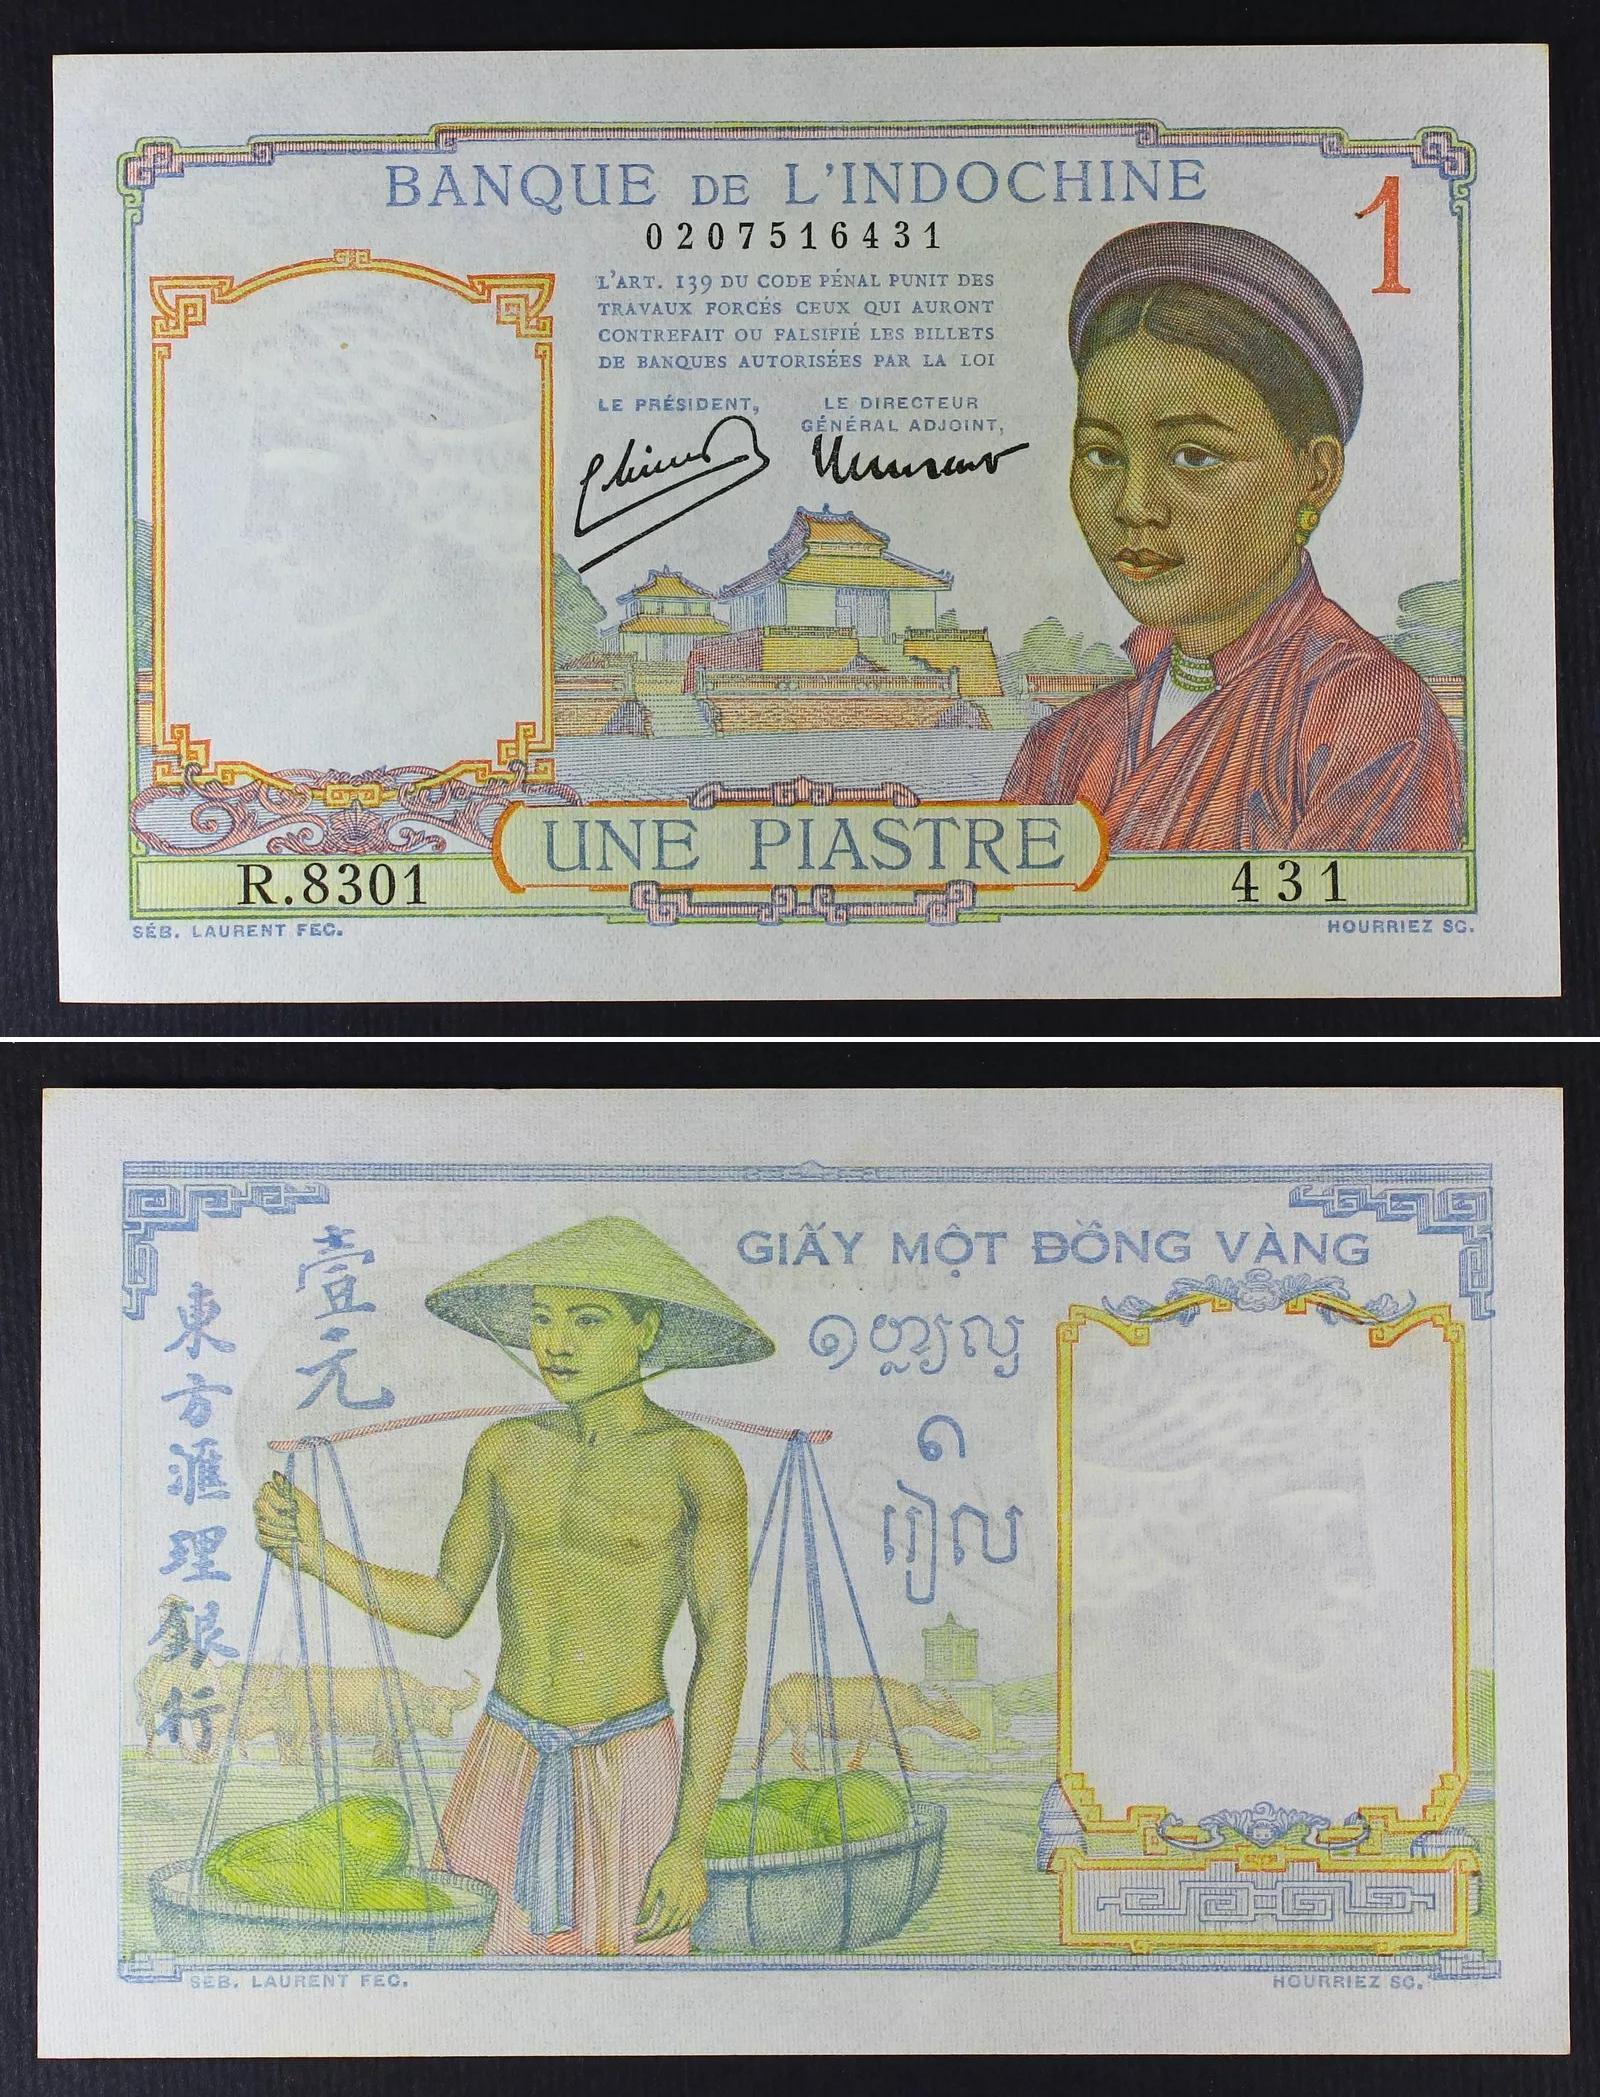 BANQUE DE L'INDOCHINE
1
0207516431
L'ART. 139 DU CODE PÉNAL PUNIT DES
TRAVAUX FORCÉS CEUX QUI AURONT
CONTREFAIT OU FALSIFIÉ LES BILLETS
DE BANQUES AUTORISÉES PAR LA LOI
LE PRÉSIDENT,
LE DIRECTEUR
GÉNÉRAL ADJOINT,
UNE PIASTRE
R.8301
431
SÉB. LAURENT FEC.
HOURRIEZ SC.
GIẤY MỘT ĐỒNG VÀNG
壹元
東方滙理銀行
១
រៀល
SÉB. LAURENT FEC.
HOURRIEZ SC.